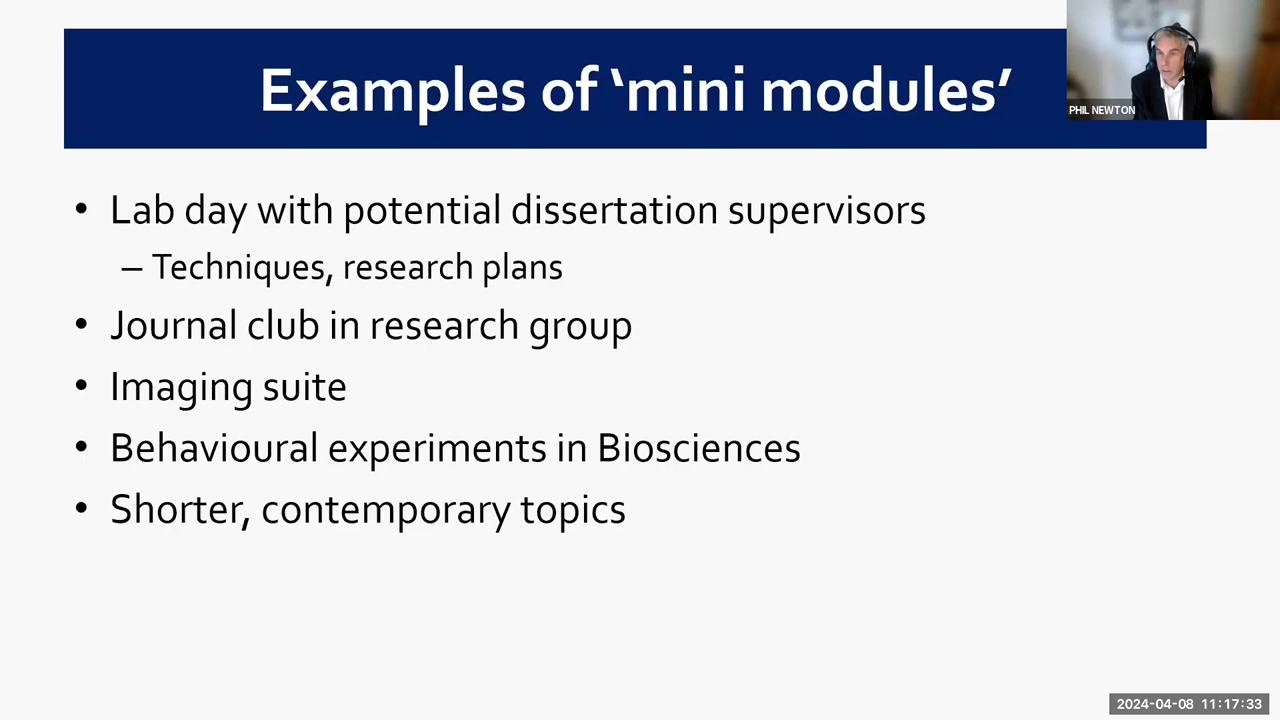 Examples of ‘mini modules’
PHIL NEWTON
• Lab day with potential dissertation supervisors
– Techniques, research plans
• Journal club in research group
• Imaging suite
• Behavioural experiments in Biosciences
• Shorter, contemporary topics
2024-04-08 11:17:33